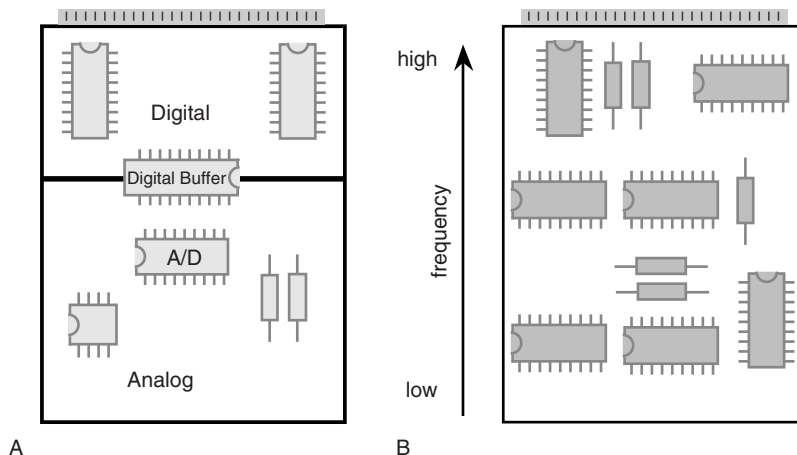 Digital
Digital Buffer
A/D
Analog
A
high
frequency
low
B